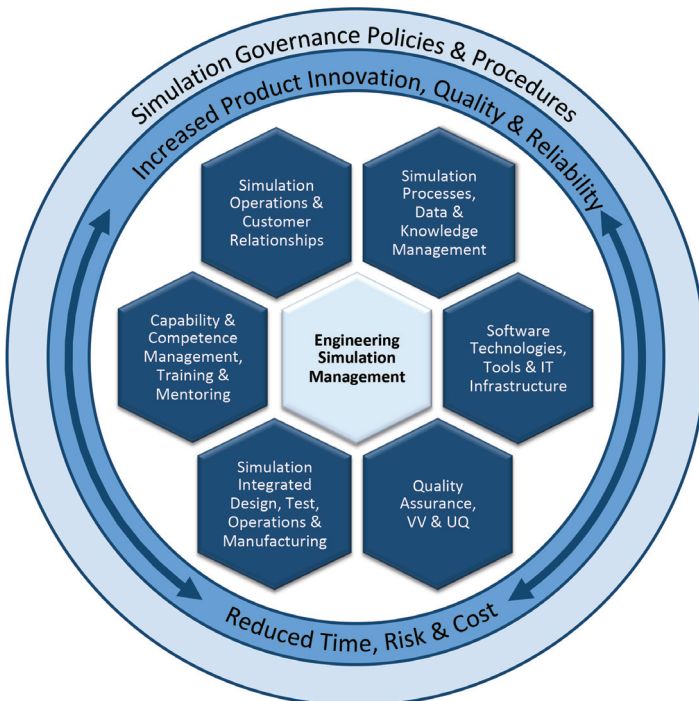 Simulation Governance Policies & Procedures
Increased Product Innovation, Quality & Reliability
Simulation
Operations &
Customer
Relationships
Simulation
Processes,
Data &
Knowledge
Management
Capability &
Competence
Management,
Training &
Mentoring
Engineering
Simulation
Management
Software
Technologies,
Tools & IT
Infrastructure
Simulation
Integrated
Design, Test,
Operations &
Manufacturing
Quality
Assurance,
VV & UQ
Reduced Time, Risk & Cost